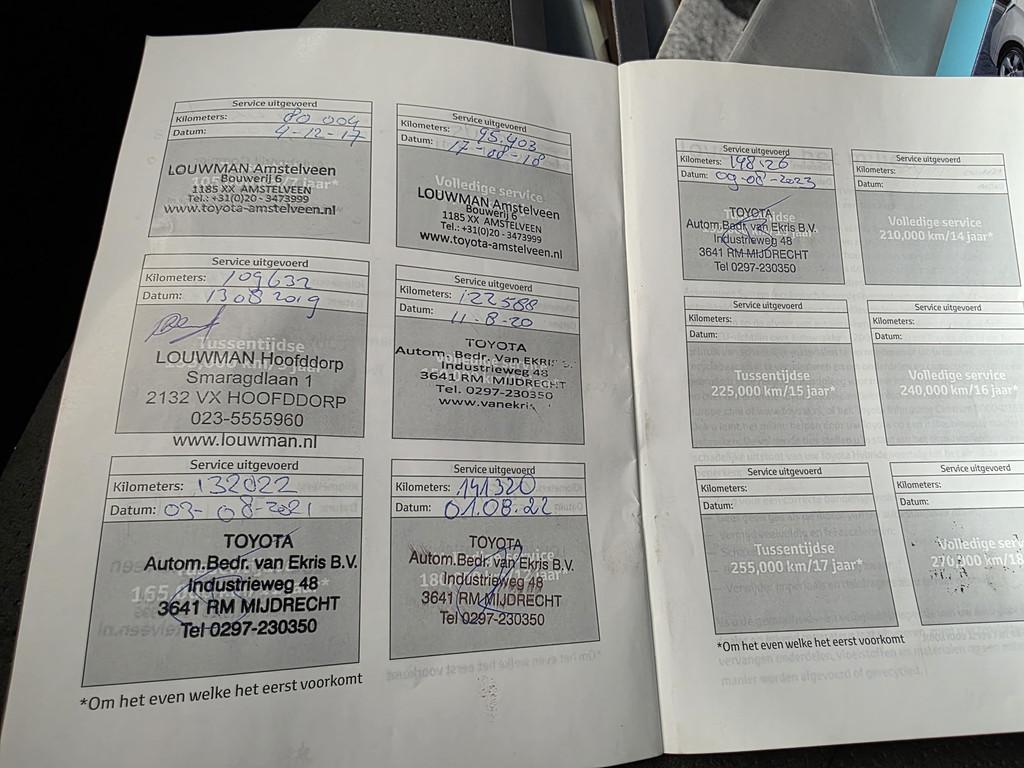 Service uitgevoerd
Kilometers: 80 004
Datum: 4-12-17
LOUWMAN Amstelveen
Bouwerij 6
1185 XX AMSTELVEEN
Tel.: +31(0)20 - 3473999
www.toyota-amstelveen.nl
Service uitgevoerd
Kilometers: 95.403
Datum: 17-08-18
Volledige service
LOUWMAN Amstelveen
Bouwerij 6
1185 XX AMSTELVEEN
Tel.: +31(0)20 - 3473999
www.toyota-amstelveen.nl
Service uitgevoerd
Kilometers: 109632
Datum: 13 08 2019
Tussentijdse
LOUWMAN Hoofddorp
Smaragdlaan 1
2132 VX HOOFDDORP
023-5555960
www.louwman.nl
Service uitgevoerd
Kilometers: 122588
Datum: 11-8-20
TOYOTA
Autom. Bedr. Van EKRIS
Industrieweg 48
3641 RK MIJDRECHT
Tel. 0297-230350
www.vanekris
Service uitgevoerd
Kilometers: 132022
Datum: 03-08-2021
TOYOTA
Autom.Bedr. van Ekris B.V.
Industrieweg 48
3641 RM MIJDRECHT
Tel 0297-230350
Service uitgevoerd
Kilometers: 141320
Datum: 01.08.22
TOYOTA
Autom.Bedr. van Ekris B.V.
Industrieweg 48
3641 RM MIJDRECHT
Tel 0297-230350
*Om het even welke het eerst voorkomt
Service uitgevoerd
Kilometers: 148126
Datum: 09-08-2023
TOYOTA
Autom.Bedr. van Ekris B.V.
Industrieweg 48
3641 RM MIJDRECHT
Tel 0297-230350
Service uitgevoerd
Kilometers:
Datum:
Volledige service
210,000 km/14 jaar*
Service uitgevoerd
Kilometers:
Datum:
Tussentijdse
225,000 km/15 jaar*
Service uitgevoerd
Kilometers:
Datum:
Volledige service
240,000 km/16 jaar*
Service uitgevoerd
Kilometers:
Datum:
Tussentijdse
255,000 km/17 jaar*
Service uitgevoerd
Kilometers:
Datum:
Volledige serv
270,000 km/18
*Om het even welke het eerst voorkomt